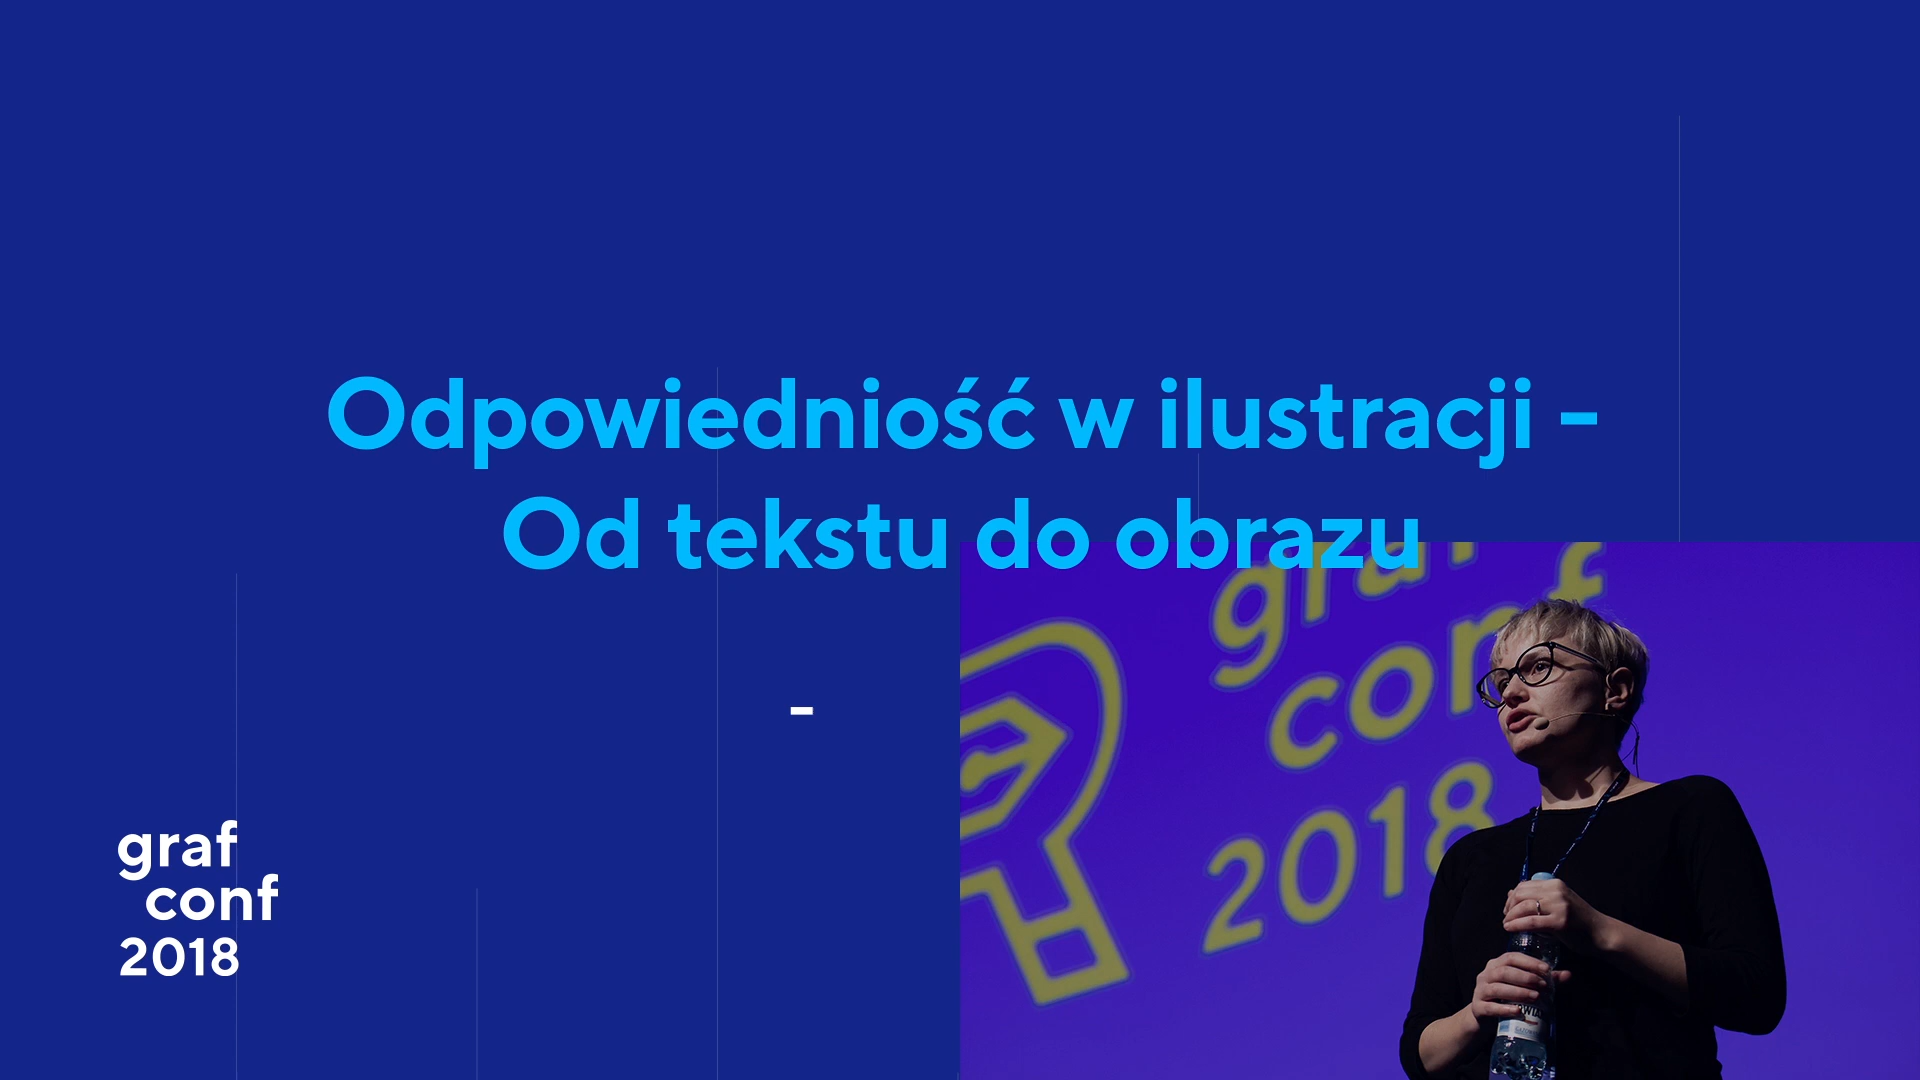 Odpowiedniość w ilustracji –
Od tekstu do obrazu
-
graf
conf
2018
graf
conf
2018